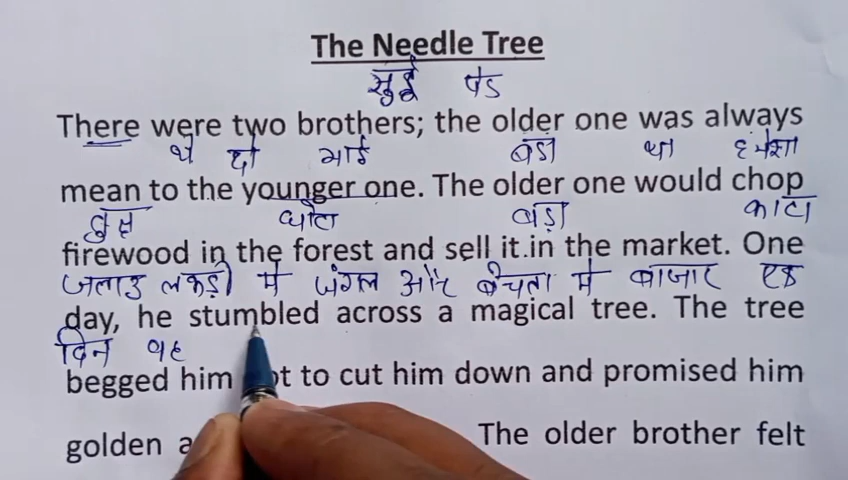 The Needle Tree
सुई पेड
There were two brothers; the older one was always
थे दो भाई बड़ा था हमेशा
mean to the younger one. The older one would chop
छोटा बड़ा काटा
firewood in the forest and sell it in the market. One
जलाउ लकड़ी मे जंगल और बेचता मे बाजार एक
day, he stumbled across a magical tree. The tree
दिन वह
begged him to cut him down and promised him
golden The older brother felt